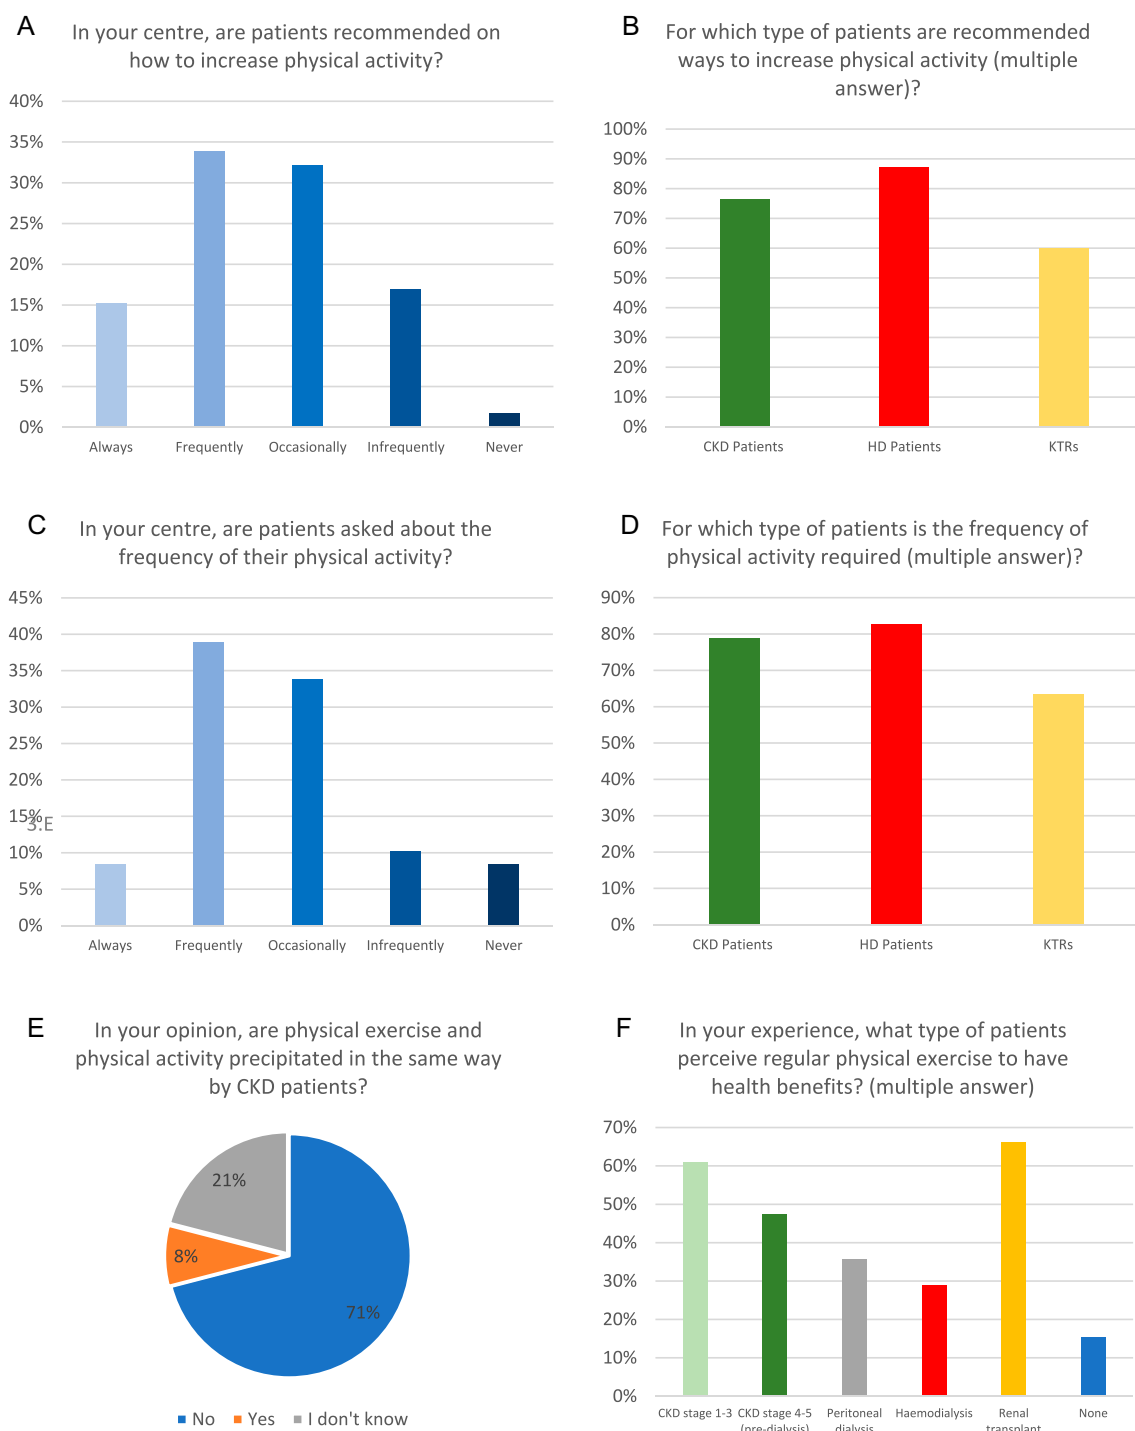 A
In your centre, are patients recommended on
how to increase physical activity?
40%
35%
30%
25%
20%
15%
10%
5%
0%
Always Frequently Occasionally Infrequently Never
B
For which type of patients are recommended
ways to increase physical activity (multiple
answer)?
100%
90%
80%
70%
60%
50%
40%
30%
20%
10%
0%
CKD Patients HD Patients KTRs
C
In your centre, are patients asked about the
frequency of their physical activity?
45%
40%
35%
30%
25%
20%
15%
3.E
10%
5%
0%
Always Frequently Occasionally Infrequently Never
D
For which type of patients is the frequency of
physical activity required (multiple answer)?
90%
80%
70%
60%
50%
40%
30%
20%
10%
0%
CKD Patients HD Patients KTRs
E
In your opinion, are physical exercise and
physical activity precipitated in the same way
by CKD patients?
21%
8%
71%
No Yes I don't know
F
In your experience, what type of patients
perceive regular physical exercise to have
health benefits? (multiple answer)
70%
60%
50%
40%
30%
20%
10%
0%
CKD stage 1-3 CKD stage 4-5 Peritoneal Haemodialysis Renal None
(pre-dialysis) dialysis transplant